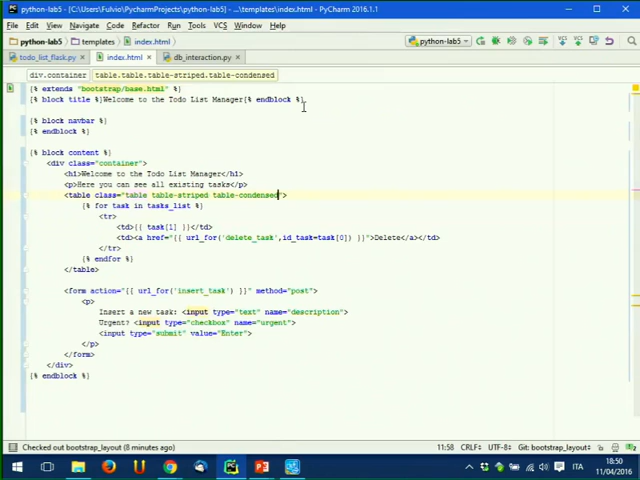 python-lab5 - [C:\Users\Fulvio\PycharmProjects\python-lab5] - ...\templates\index.html - PyCharm 2016.1.1
File Edit View Navigate Code Refactor Run Tools VCS Window Help
python-lab5 templates index.html python-lab5
todo_list_flask.py index.html db_interaction.py
div.container table.table.table-striped.table-condensed
{% extends "bootstrap/base.html" %}
{% block title %}Welcome to the Todo List Manager{% endblock %}
{% block navbar %}
{% endblock %}
{% block content %}
<div class="container">
<h1>Welcome to the Todo List Manager</h1>
<p>Here you can see all existing tasks</p>
<table class="table table-striped table-condensed">
{% for task in tasks_list %}
<tr>
<td>{{ task[1] }}</td>
<td><a href="{{ url_for('delete_task',id_task=task[0]) }}">Delete</a></td>
</tr>
{% endfor %}
</table>
<form action="{{ url_for('insert_task') }}" method="post">
<p>
Insert a new task: <input type="text" name="description">
Urgent? <input type="checkbox" name="urgent">
<input type="submit" value="Enter">
</p>
</form>
</div>
{% endblock %}
Checked out bootstrap_layout (8 minutes ago) 11:58 CRLF÷ UTF-8÷ Git: bootstrap_layout÷
ITA 18:50
11/04/2016